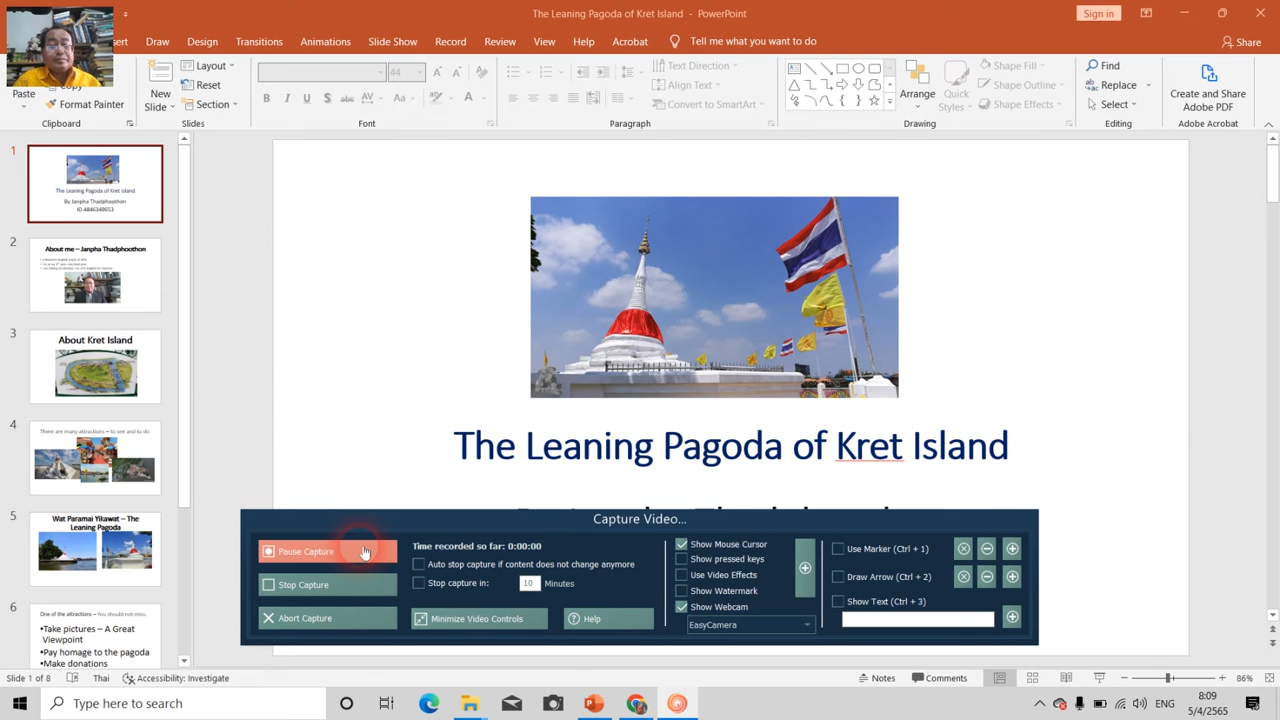 The Leaning Pagoda of Kret Island - PowerPoint
Sign in
Draw
Design
Transitions
Animations
Slide Show
Record
Review
View
Help
Acrobat
Tell me what you want to do
Share
Paste
Format Painter
Clipboard
New
Slide
Layout
Reset
Section
Slides
44
Font
Text Direction
Align Text
Convert to SmartArt
Paragraph
Arrange
Quick
Styles
Shape Fill
Shape Outline
Shape Effects
Drawing
Find
Replace
Select
Editing
Create and Share
Adobe PDF
Adobe Acrobat
1
The Leaning Pagoda of Kret Island
By Janpha Thadphoothon
ID 4846349653
2
About me – Janpha Thadphoothon
3
About Kret Island
4
There are many attractions – to see and to do
5
Wat Paramai Yikawat – The
Leaning Pagoda
6
One of the attractions – You should not miss.
•Take pictures – A Great
Viewpoint
•Pay homage to the pagoda
•Make donations
The Leaning Pagoda of Kret Island
Capture Video...
Pause Capture
Stop Capture
Abort Capture
Time recorded so far: 0:00:00
Auto stop capture if content does not change anymore
Stop capture in:
10
Minutes
Minimize Video Controls
Help
Show Mouse Cursor
Show pressed keys
Use Video Effects
Show Watermark
Show Webcam
EasyCamera
Use Marker (Ctrl + 1)
Draw Arrow (Ctrl + 2)
Show Text (Ctrl + 3)
Slide 1 of 8
Thai
Accessibility: Investigate
Notes
Comments
86%
Type here to search
ENG
8:09
5/4/2565